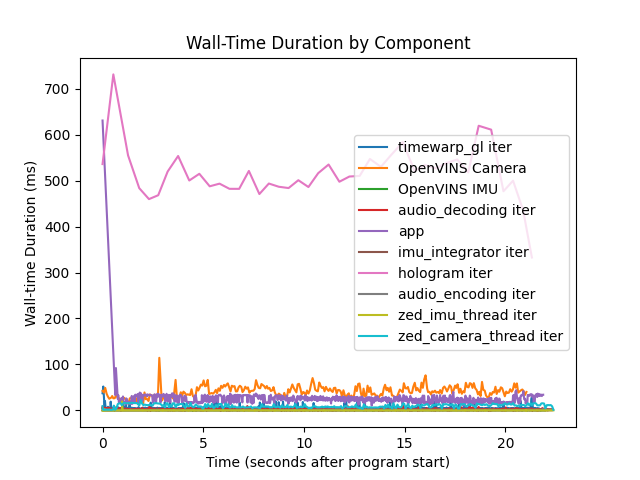 Wall-Time Duration by Component
Wall-time Duration (ms)
700
600
500
400
300
200
100
0
timewarp_gl iter
OpenVINS Camera
OpenVINS IMU
audio_decoding iter
app
imu_integrator iter
hologram iter
audio_encoding iter
zed_imu_thread iter
zed_camera_thread iter
0
5
10
15
20
Time (seconds after program start)